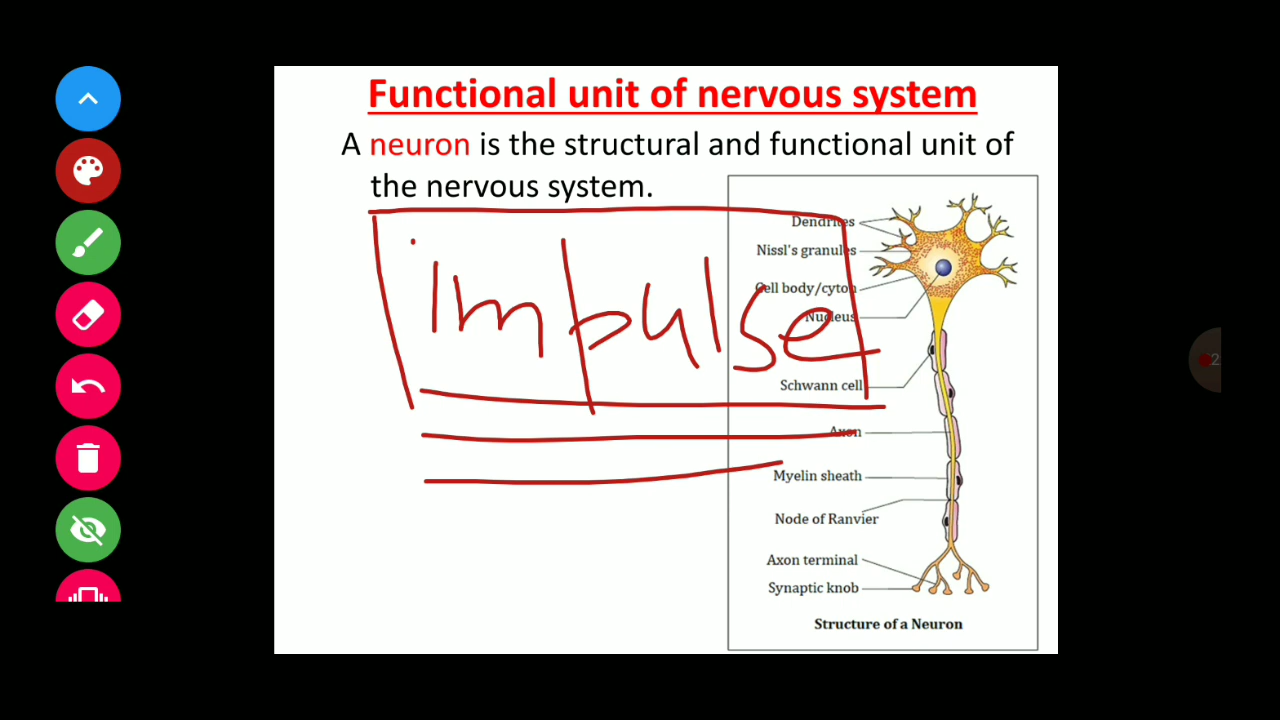 Functional unit of nervous system
A neuron is the structural and functional unit of
the nervous system.
impulse
Dendrites
Nissl's granules
Cell body/cyton
Nucleus
Schwann cell
Axon
Myelin sheath
Node of Ranvier
Axon terminal
Synaptic knob
Structure of a Neuron
2